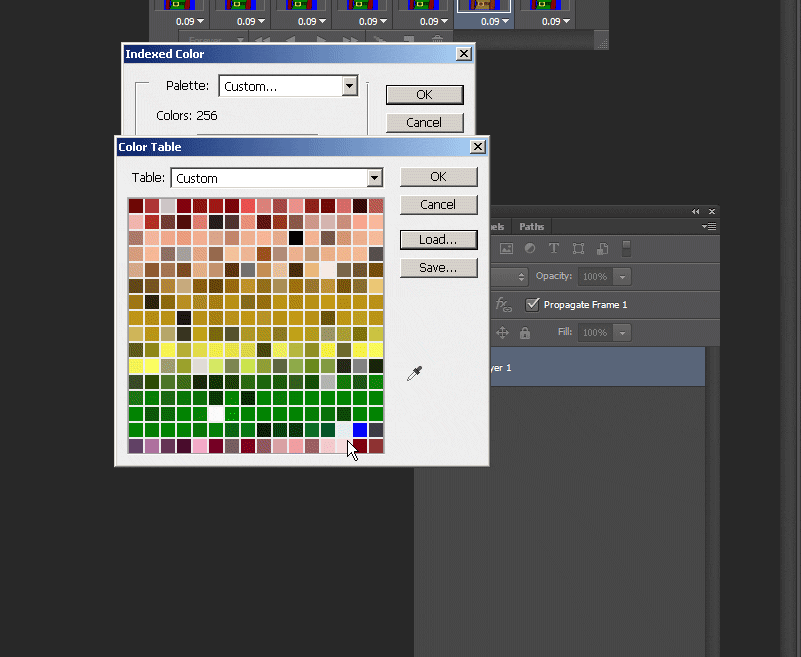 0.09 0.09 0.09 0.09 0.09 0.09 0.09
Forever
Indexed Color
Palette: Custom...
OK
Colors: 256
Cancel
Color Table
Table: Custom
OK
Cancel
Load...
Save...
els Paths
Opacity: 100%
Propagate Frame 1
Fill: 100%
yer 1